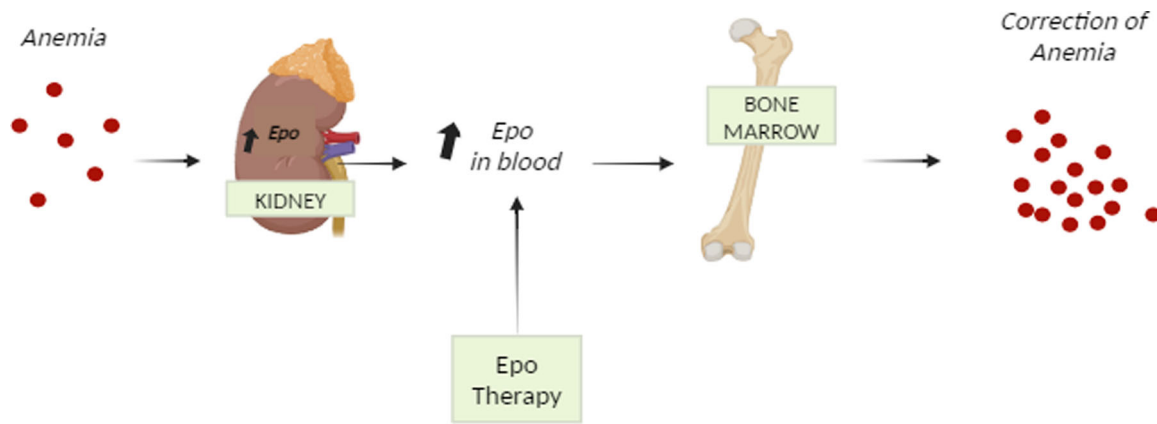 Anemia
Epo
KIDNEY
Epo
in blood
Epo
Therapy
BONE
MARROW
Correction of
Anemia